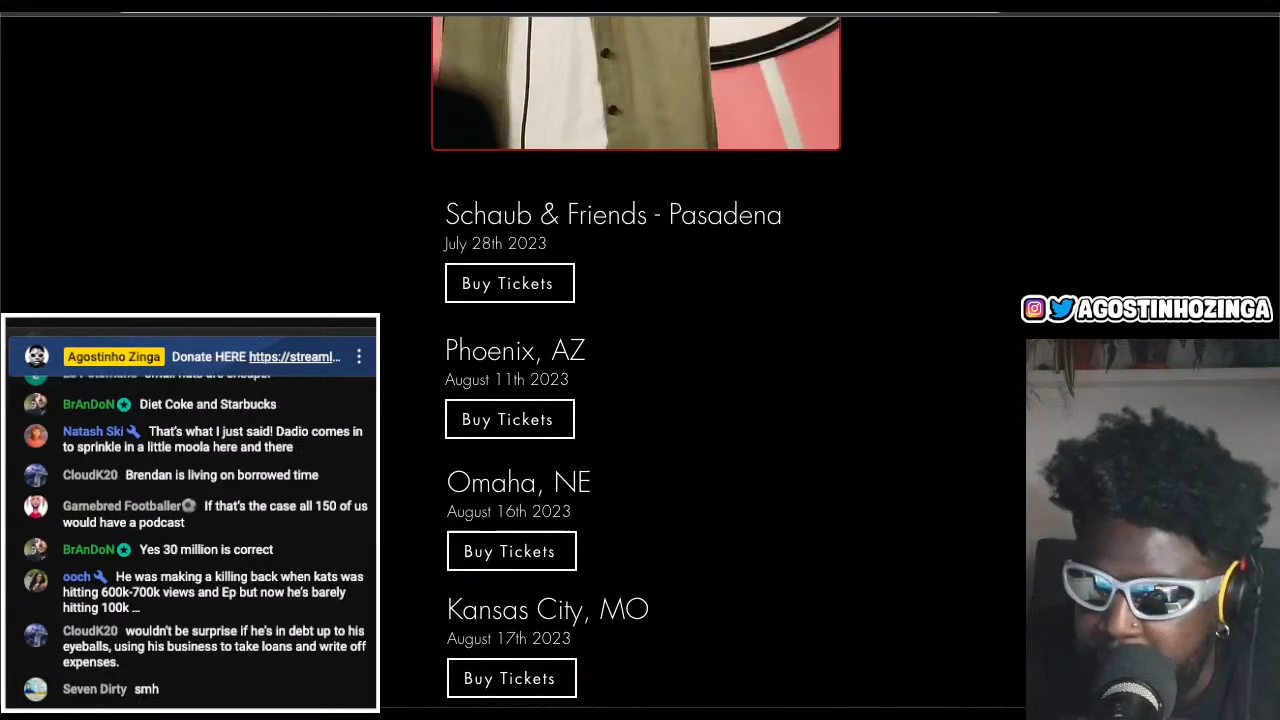 Schaub & Friends - Pasadena
July 28th 2023
Buy Tickets
Phoenix, AZ
August 11th 2023
Buy Tickets
Omaha, NE
August 16th 2023
Buy Tickets
Kansas City, MO
August 17th 2023
Buy Tickets
Agostinho Zinga Donate HERE https://streaml...
BrAnDoN Diet Coke and Starbucks
Natash Ski That's what I just said! Dadio comes in
to sprinkle in a little moola here and there
CloudK20 Brendan is living on borrowed time
Gamebred Footballer If that's the case all 150 of us
would have a podcast
BrAnDoN Yes 30 million is correct
ooch He was making a killing back when kats was
hitting 600k-700k views and Ep but now he's barely
hitting 100k ...
CloudK20 wouldn't be surprise if he's in debt up to his
eyeballs, using his business to take loans and write off
expenses.
Seven Dirty smh
AGOSTINHOZINGA